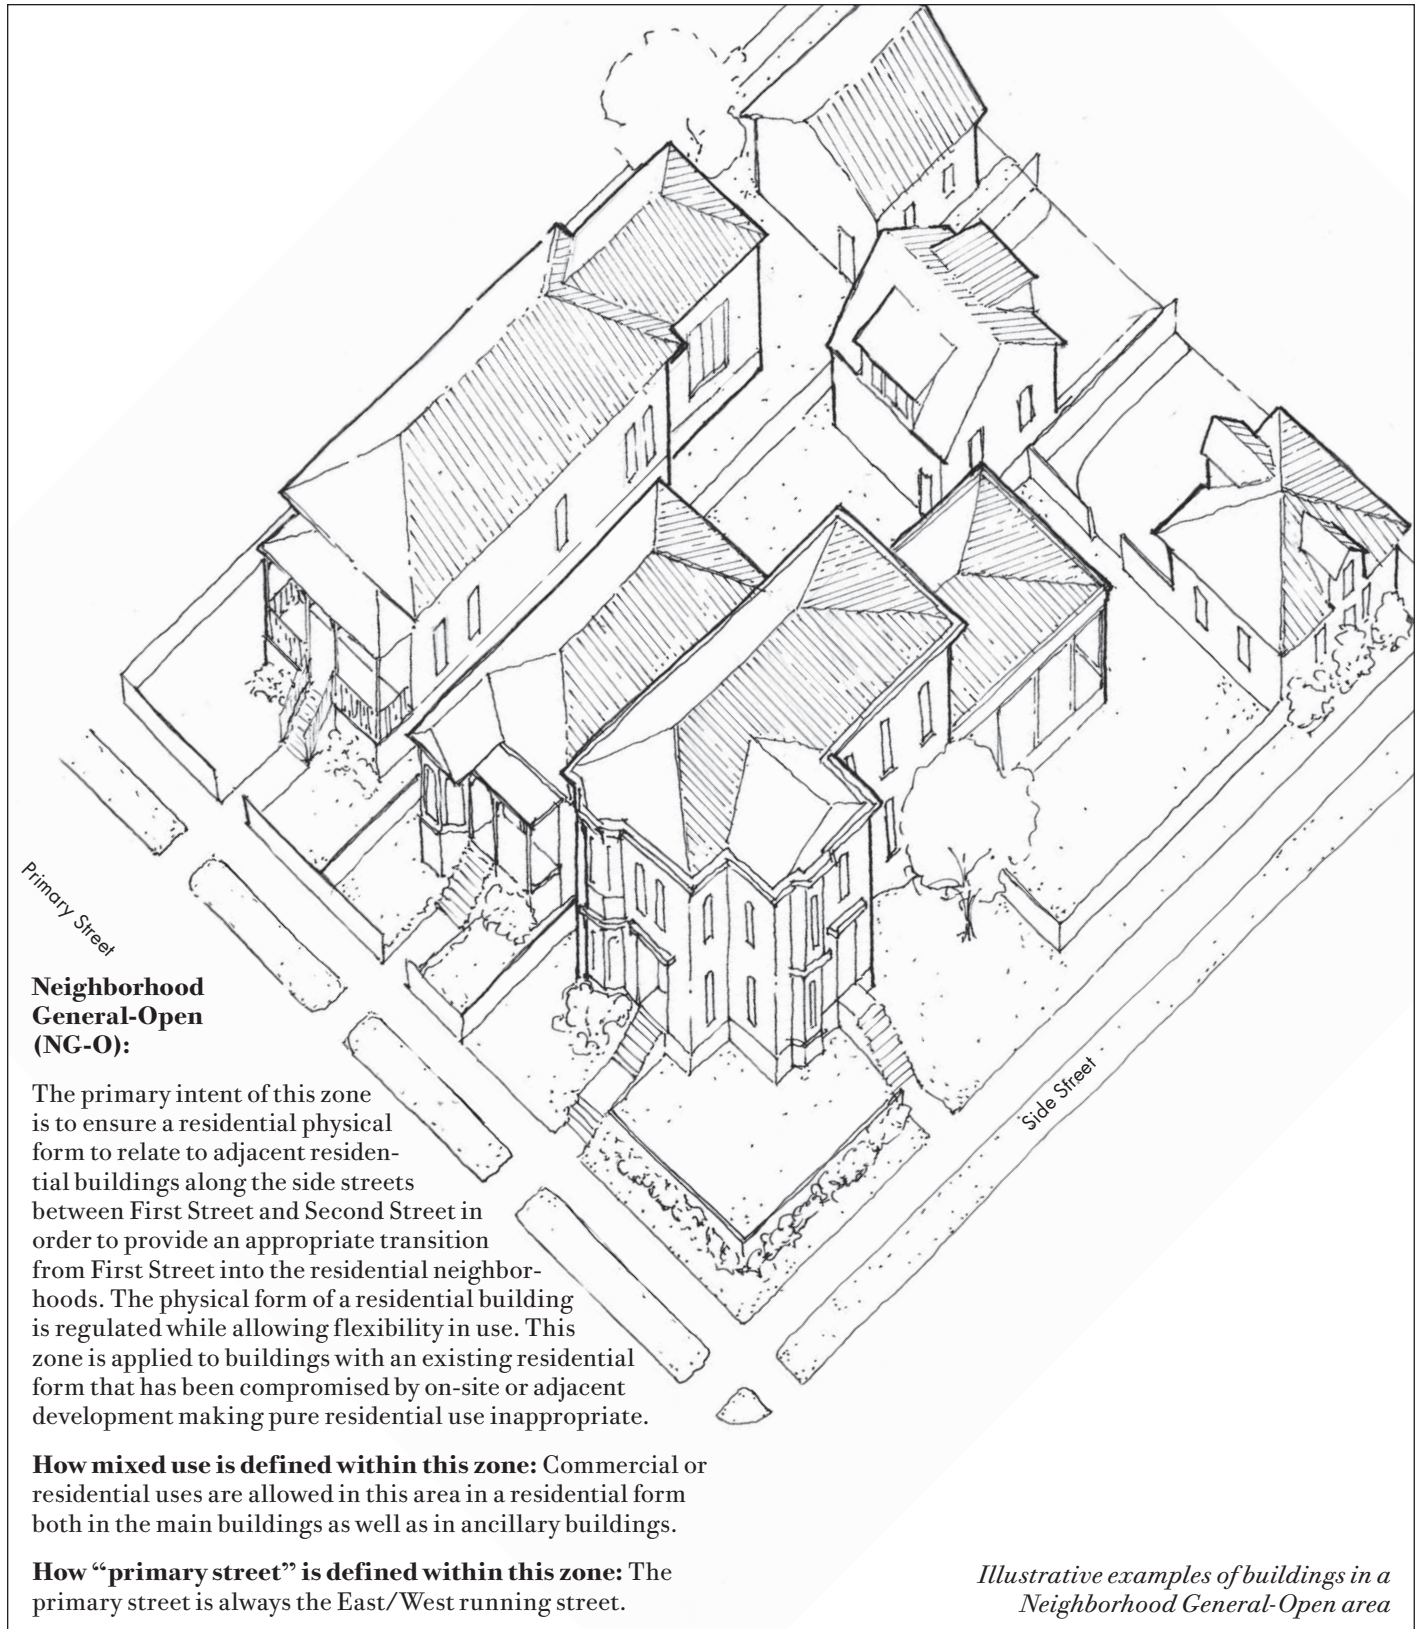 Primary Street
Neighborhood
General-Open
(NG-O):
The primary intent of this zone
is to ensure a residential physical
form to relate to adjacent residen-
tial buildings along the side streets
between First Street and Second Street in
order to provide an appropriate transition
from First Street into the residential neighbor-
hoods. The physical form of a residential building
is regulated while allowing flexibility in use. This
zone is applied to buildings with an existing residential
form that has been compromised by on-site or adjacent
development making pure residential use inappropriate.
How mixed use is defined within this zone: Commercial or
residential uses are allowed in this area in a residential form
both in the main buildings as well as in ancillary buildings.
How “primary street” is defined within this zone: The
primary street is always the East/West running street.
Side Street
Illustrative examples of buildings in a
Neighborhood General-Open area